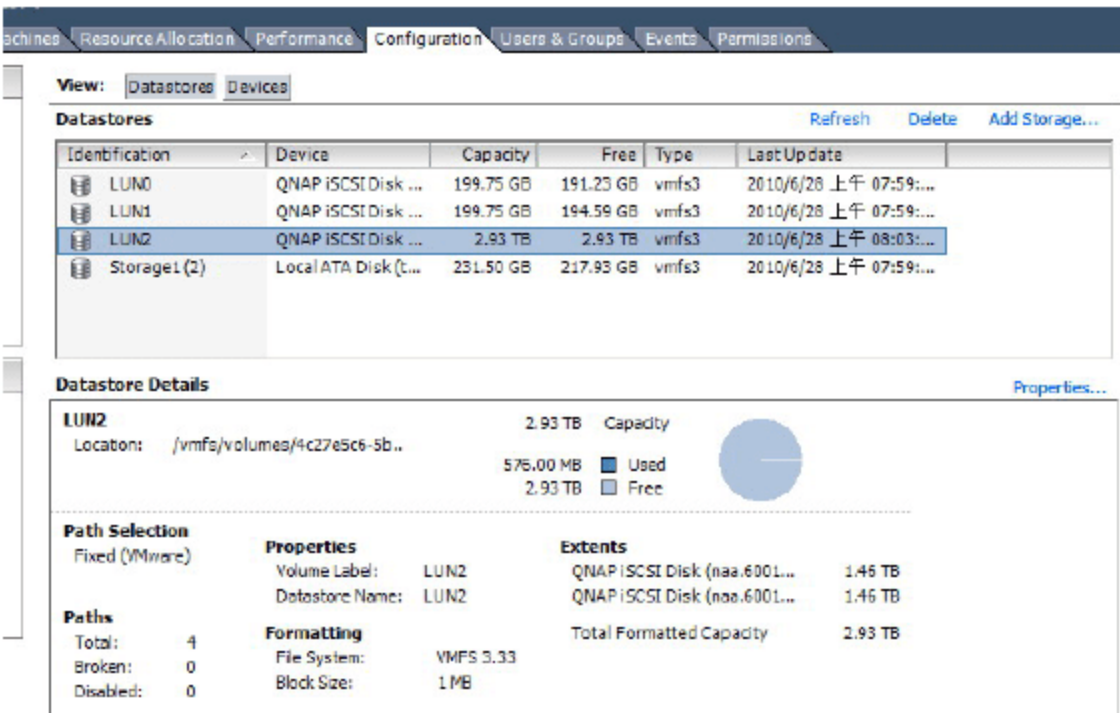 achines Resource Allocation Performance Configuration Users & Groups Events Permissions
View: Datastores Devices
Datastores Refresh Delete Add Storage...
Identification Device Capacity Free Type Last Update
LUN0 QNAP iSCSI Disk ... 199.75 GB 191.23 GB vmfs3 2010/6/28 上午 07:59:...
LUN1 QNAP iSCSI Disk ... 199.75 GB 194.59 GB vmfs3 2010/6/28 上午 07:59:...
LUN2 QNAP iSCSI Disk ... 2.93 TB 2.93 TB vmfs3 2010/6/28 上午 08:03:...
Storage1 (2) Local ATA Disk (t... 231.50 GB 217.93 GB vmfs3 2010/6/28 上午 07:59:...
Datastore Details Properties...
LUN2 2.93 TB Capacity
Location: /vmfs/volumes/4c27e5c6-5b...
576.00 MB Used
2.93 TB Free
Path Selection
Fixed (VMware)
Paths
Total: 4
Broken: 0
Disabled: 0
Properties
Volume Label: LUN2
Datastore Name: LUN2
Formatting
File System: VMFS 3.33
Block Size: 1 MB
Extents
QNAP iSCSI Disk (naa.6001... 1.46 TB
QNAP iSCSI Disk (naa.6001... 1.46 TB
Total Formatted Capacity 2.93 TB